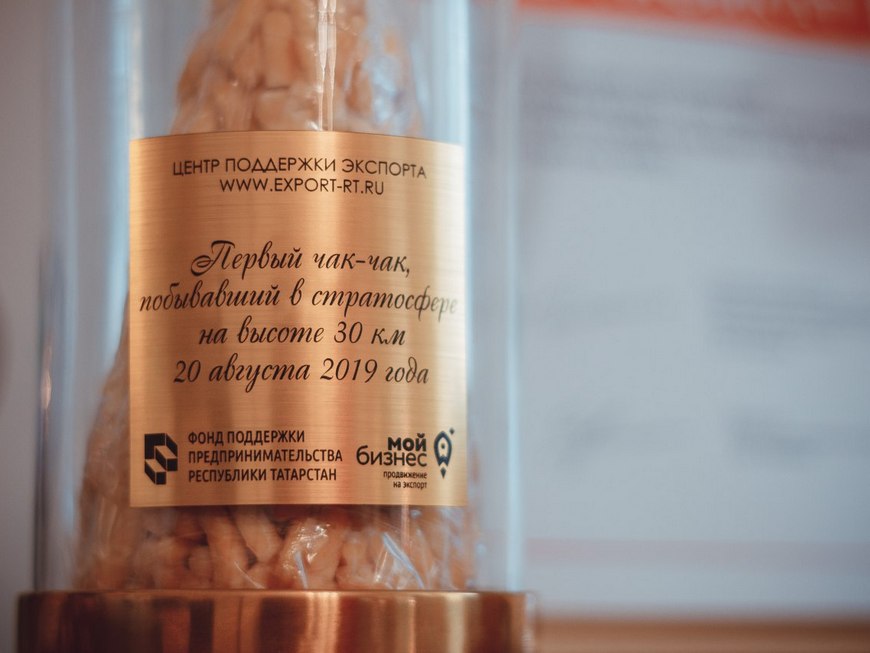 ЦЕНТР ПОДДЕРЖКИ ЭКСПОРТА
WWW.EXPORT-RT.RU
Первый чак-чак,
побывавший в стратосфере
на высоте 30 км
20 августа 2019 года
ФОНД ПОДДЕРЖКИ
ПРЕДПРИНИМАТЕЛЬСТВА
РЕСПУБЛИКИ ТАТАРСТАН
мой
бизнес
продвижение
на экспорт